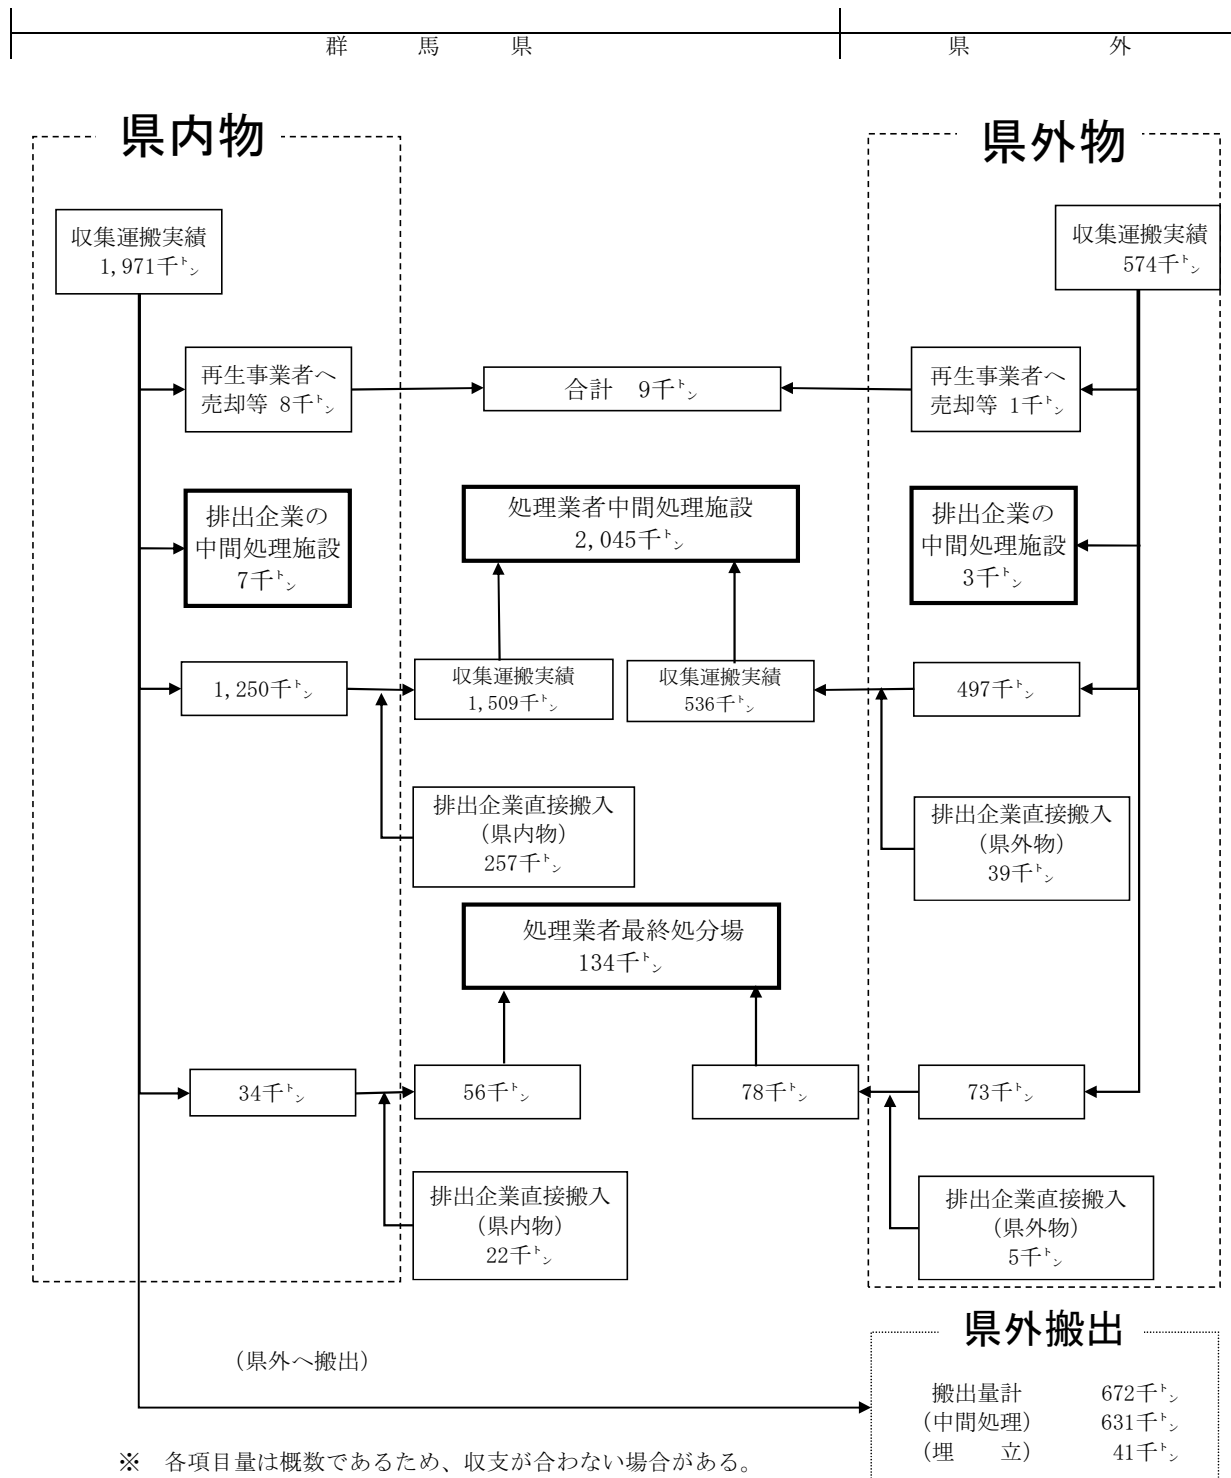 群　馬　県
県　外
県内物
県外物
収集運搬実績
1,971千㌧
収集運搬実績
574千㌧
再生事業者へ
売却等 8千㌧
合計　9千㌧
再生事業者へ
売却等 1千㌧
排出企業の
中間処理施設
7千㌧
処理業者中間処理施設
2,045千㌧
排出企業の
中間処理施設
3千㌧
1,250千㌧
収集運搬実績
1,509千㌧
収集運搬実績
536千㌧
497千㌧
排出企業直接搬入
(県内物)
257千㌧
排出企業直接搬入
(県外物)
39千㌧
処理業者最終処分場
134千㌧
34千㌧
56千㌧
78千㌧
73千㌧
排出企業直接搬入
(県内物)
22千㌧
排出企業直接搬入
(県外物)
5千㌧
県外搬出
(県外へ搬出)
搬出量計　672千㌧
(中間処理)　631千㌧
(埋　立)　41千㌧
※　各項目量は概数であるため、収支が合わない場合がある。